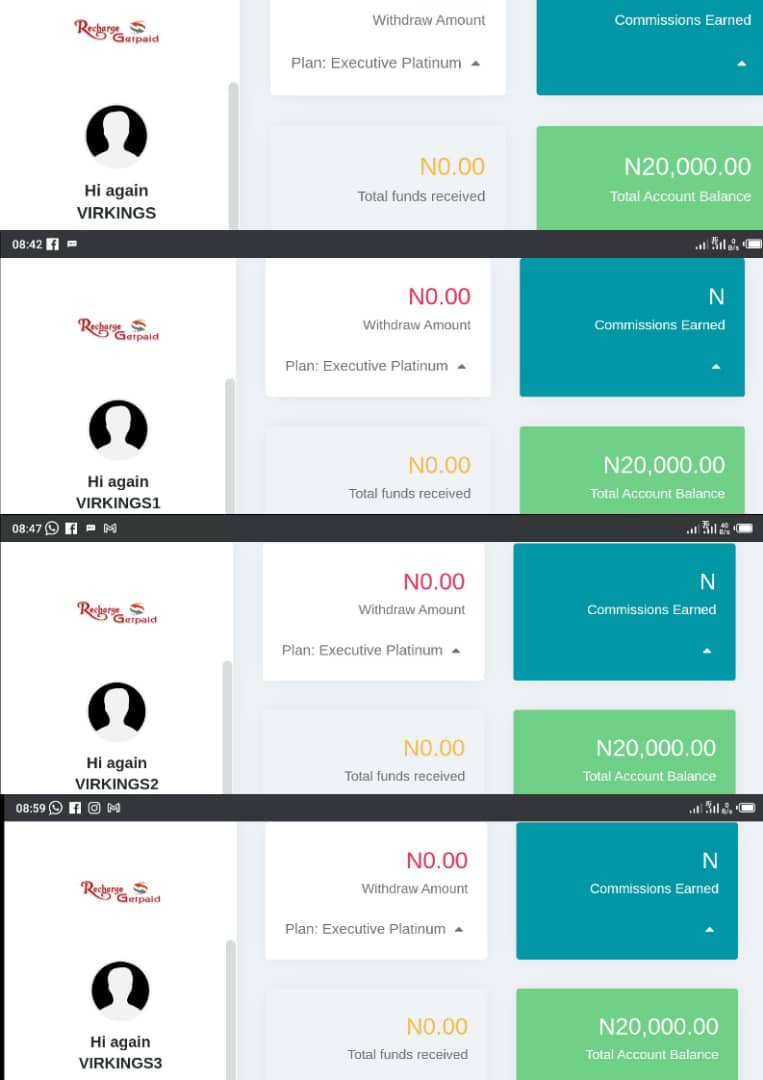 Recharge
Getpaid
Withdraw Amount
Commissions Earned
Plan: Executive Platinum
Hi again
VIRKINGS
N0.00
Total funds received
N20,000.00
Total Account Balance
08:42
Recharge
Getpaid
N0.00
Withdraw Amount
N
Commissions Earned
Plan: Executive Platinum
Hi again
VIRKINGS1
N0.00
Total funds received
N20,000.00
Total Account Balance
08:47
Recharge
Getpaid
N0.00
Withdraw Amount
N
Commissions Earned
Plan: Executive Platinum
Hi again
VIRKINGS2
N0.00
Total funds received
N20,000.00
Total Account Balance
08:59
Recharge
Getpaid
N0.00
Withdraw Amount
N
Commissions Earned
Plan: Executive Platinum
Hi again
VIRKINGS3
N0.00
Total funds received
N20,000.00
Total Account Balance